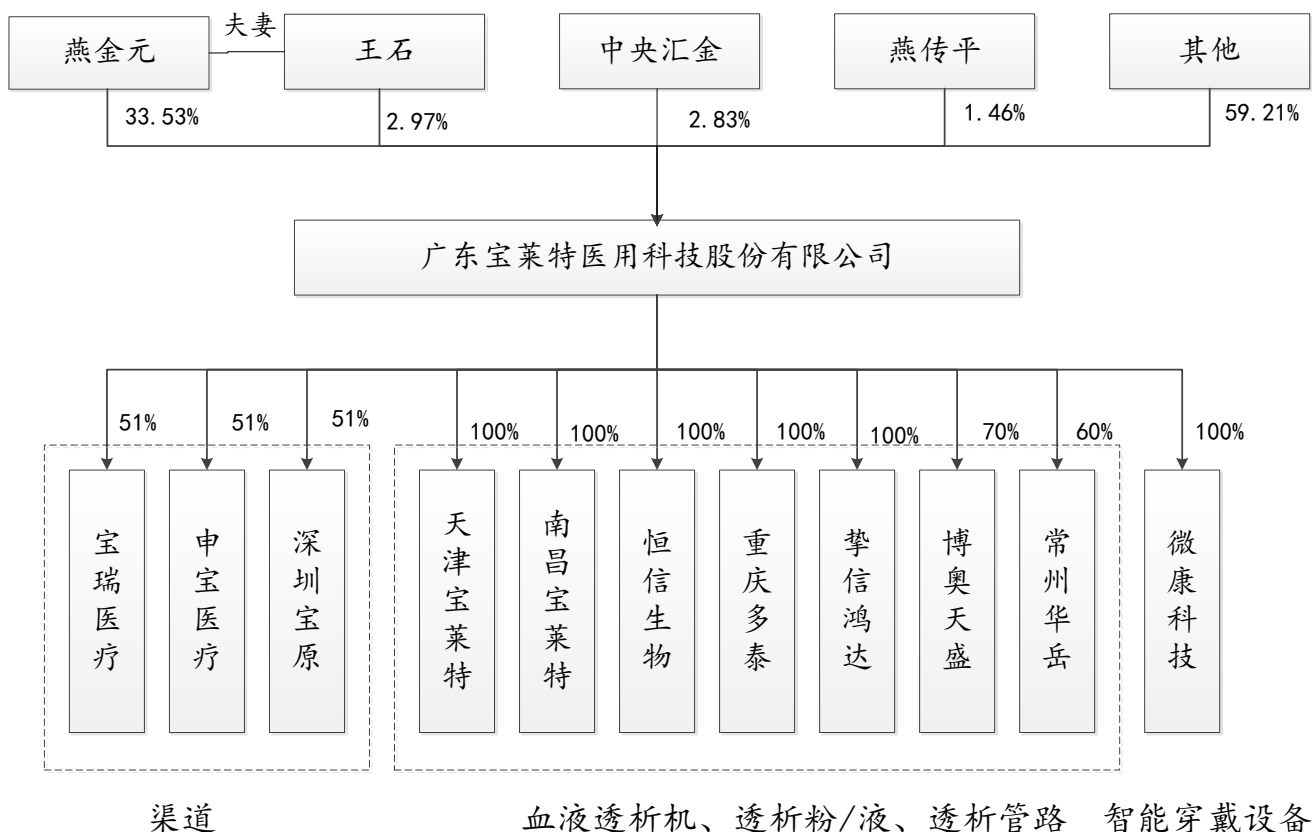 夫妻
燕金元
王石
中央汇金
燕传平
其他
33.53%
2.97%
2.83%
1.46%
59.21%
广东宝莱特医用科技股份有限公司
51%
51%
51%
100%
100%
100%
100%
100%
70%
60%
100%
宝瑞医疗
申宝医疗
深圳宝原
天津宝莱特
南昌宝莱特
恒信生物
重庆多泰
挚信鸿达
博奥天盛
常州华岳
微康科技
渠道
血液透析机、透析粉/液、透析管路
智能穿戴设备